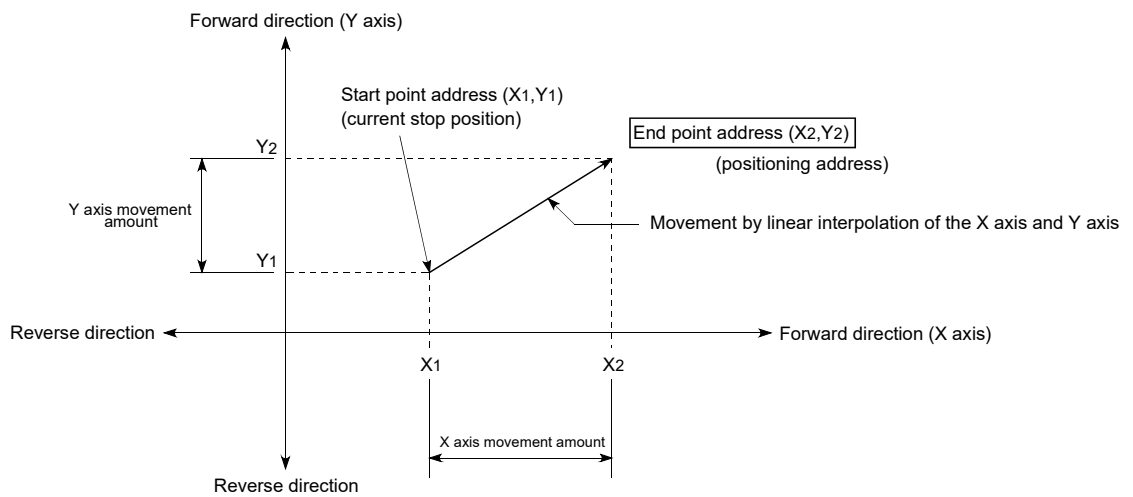 Forward direction (Y axis)
Start point address (X1,Y1)
(current stop position)
End point address (X2,Y2)
(positioning address)
Y2
Y axis movement
amount
Movement by linear interpolation of the X axis and Y axis
Y1
Reverse direction
Forward direction (X axis)
X1
X2
X axis movement amount
Reverse direction